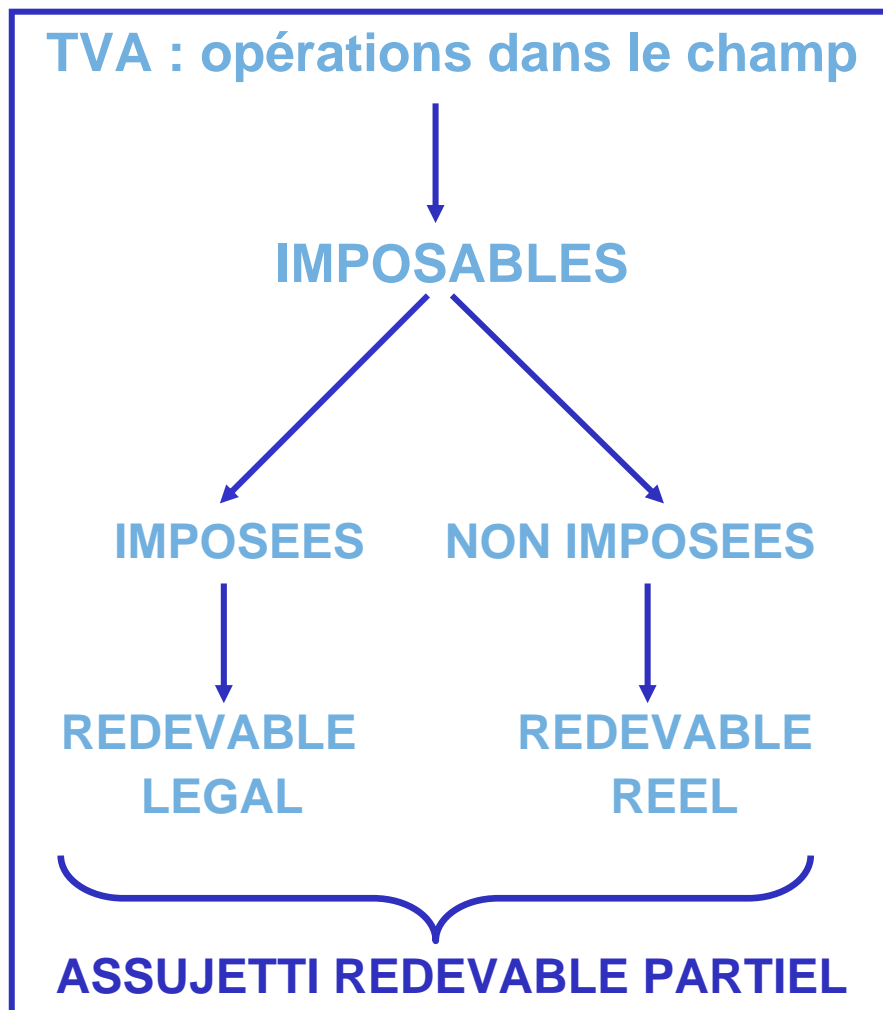 TVA : opérations dans le champ
IMPOSABLES
IMPOSEES
NON IMPOSEES
REDEVABLE
LEGAL
REDEVABLE
REEL
ASSUJETTI REDEVABLE PARTIEL